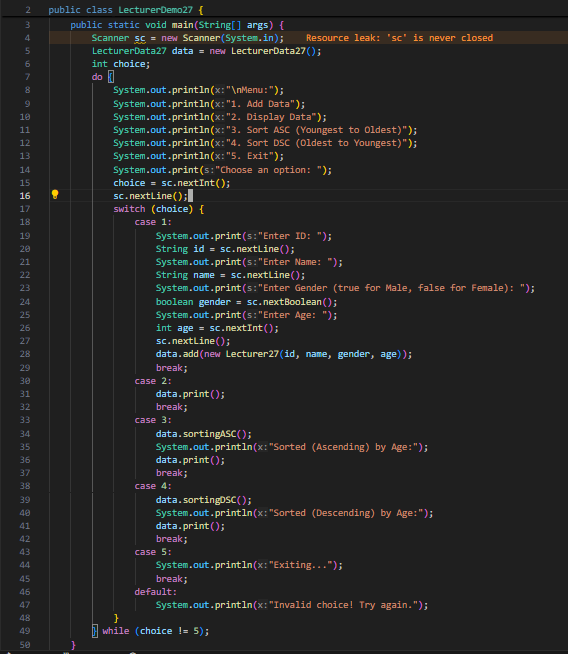 2 public class LecturerDemo27 {
3 public static void main(String[] args) {
4 Scanner sc = new Scanner(System.in); Resource leak: 'sc' is never closed
5 LecturerData27 data = new LecturerData27();
6 int choice;
7 do {
8 System.out.println(x:"\nMenu:");
9 System.out.println(x:"1. Add Data");
10 System.out.println(x:"2. Display Data");
11 System.out.println(x:"3. Sort ASC (Youngest to Oldest)");
12 System.out.println(x:"4. Sort DSC (Oldest to Youngest)");
13 System.out.println(x:"5. Exit");
14 System.out.print(s:"Choose an option: ");
15 choice = sc.nextInt();
16 sc.nextLine();
17 switch (choice) {
18 case 1:
19 System.out.print(s:"Enter ID: ");
20 String id = sc.nextLine();
21 System.out.print(s:"Enter Name: ");
22 String name = sc.nextLine();
23 System.out.print(s:"Enter Gender (true for Male, false for Female): ");
24 boolean gender = sc.nextBoolean();
25 System.out.print(s:"Enter Age: ");
26 int age = sc.nextInt();
27 sc.nextLine();
28 data.add(new Lecturer27(id, name, gender, age));
29 break;
30 case 2:
31 data.print();
32 break;
33 case 3:
34 data.sortingASC();
35 System.out.println(x:"Sorted (Ascending) by Age:");
36 data.print();
37 break;
38 case 4:
39 data.sortingDSC();
40 System.out.println(x:"Sorted (Descending) by Age:");
41 data.print();
42 break;
43 case 5:
44 System.out.println(x:"Exiting...");
45 break;
46 default:
47 System.out.println(x:"Invalid choice! Try again.");
48 }
49 } while (choice != 5);
50 }